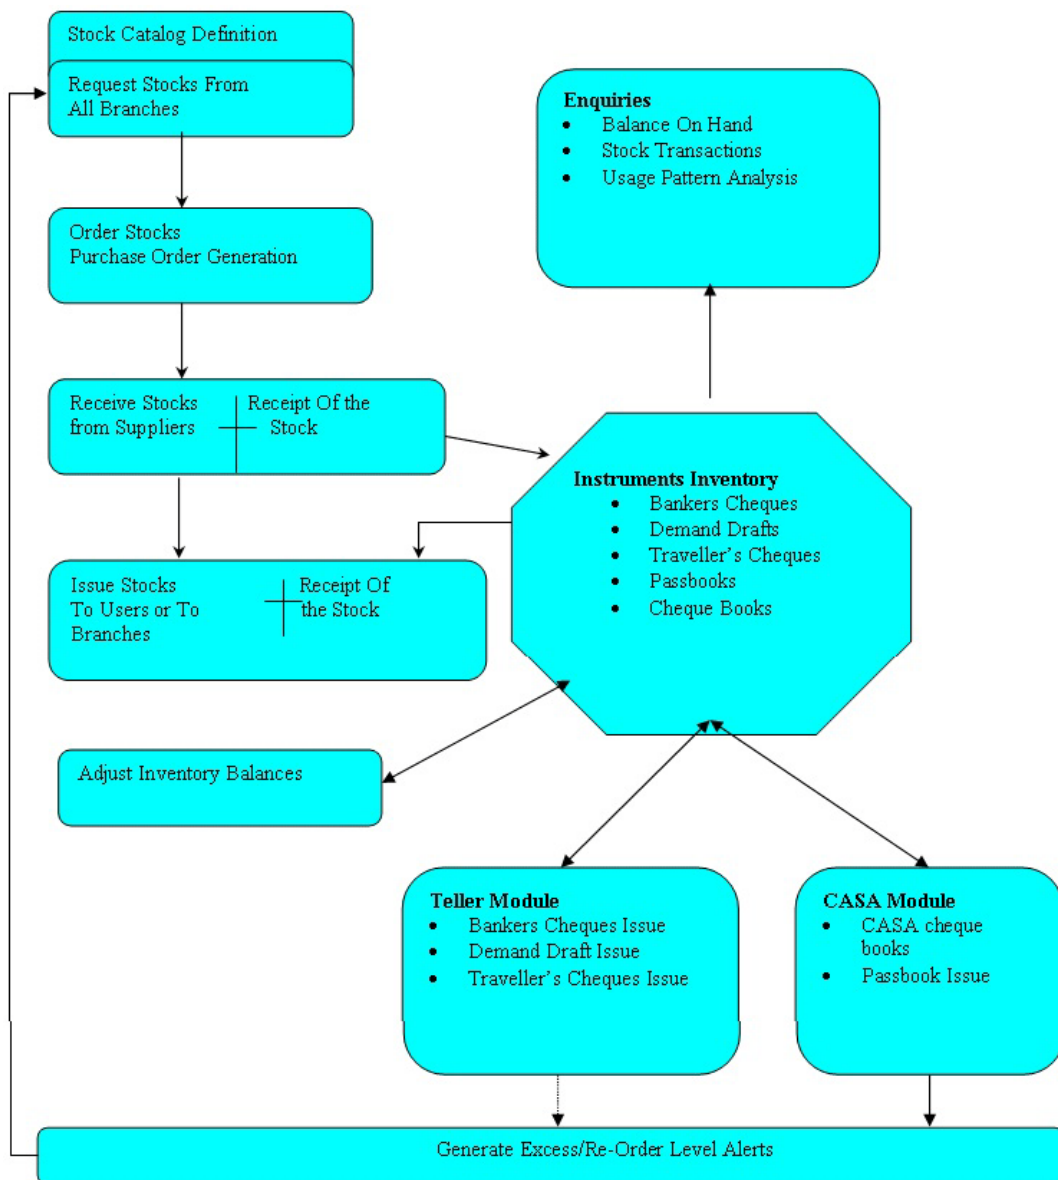 Stock Catalog Definition
Request Stocks From
All Branches
Enquiries
• Balance On Hand
• Stock Transactions
• Usage Pattern Analysis
Order Stocks
Purchase Order Generation
Receive Stocks
from Suppliers
Receipt Of the
Stock
Instruments Inventory
• Bankers Cheques
• Demand Drafts
• Traveller’s Cheques
• Passbooks
• Cheque Books
Issue Stocks
To Users or To
Branches
Receipt Of
the Stock
Adjust Inventory Balances
Teller Module
• Bankers Cheques Issue
• Demand Draft Issue
• Traveller’s Cheques Issue
CASA Module
• CASA cheque
books
• Passbook Issue
Generate Excess/Re-Order Level Alerts